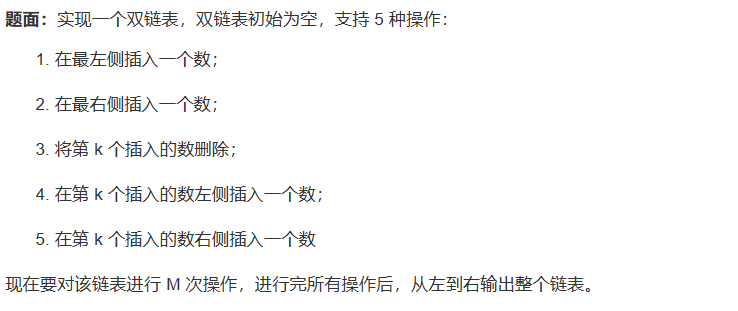 题面：实现一个双链表，双链表初始为空，支持 5 种操作：
1. 在最左侧插入一个数；
2. 在最右侧插入一个数；
3. 将第 k 个插入的数删除；
4. 在第 k 个插入的数左侧插入一个数；
5. 在第 k 个插入的数右侧插入一个数
现在要对该链表进行 M 次操作，进行完所有操作后，从左到右输出整个链表。